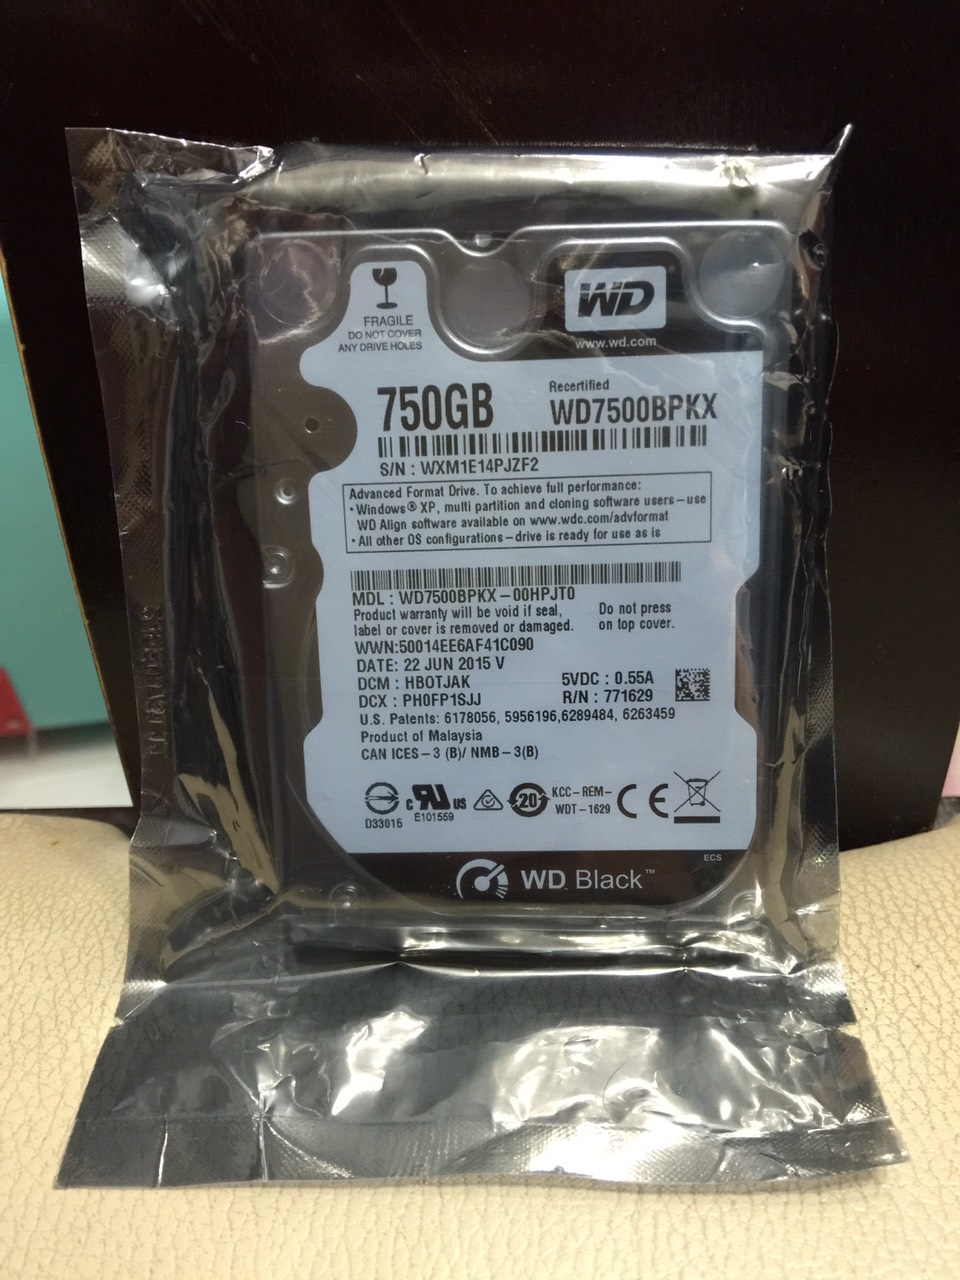 FRAGILE
DO NOT COVER
ANY DRIVE HOLES
WD
www.wd.com
750GB
Recertified
WD7500BPKX
S/N : WXM1E14PJZF2
Advanced Format Drive. To achieve full performance:
• Windows® XP, multi partition and cloning software users – use
WD Align software available on www.wdc.com/advformat
• All other OS configurations – drive is ready for use as is
MDL : WD7500BPKX – 00HPJT0
Product warranty will be void if seal,
label or cover is removed or damaged.
Do not press
on top cover.
WWN:50014EE6AF41C090
DATE: 22 JUN 2015 V
DCM : HBOTJAK
5VDC : 0.55A
DCX : PH0FP1SJJ
R/N : 771629
U.S. Patents: 6178056, 5956196,6289484, 6263459
Product of Malaysia
CAN ICES – 3 (B)/ NMB – 3(B)
D33015
c RU US
E101559
20
KCC – REM –
WDT – 1629
CE
ECS
WD Black™